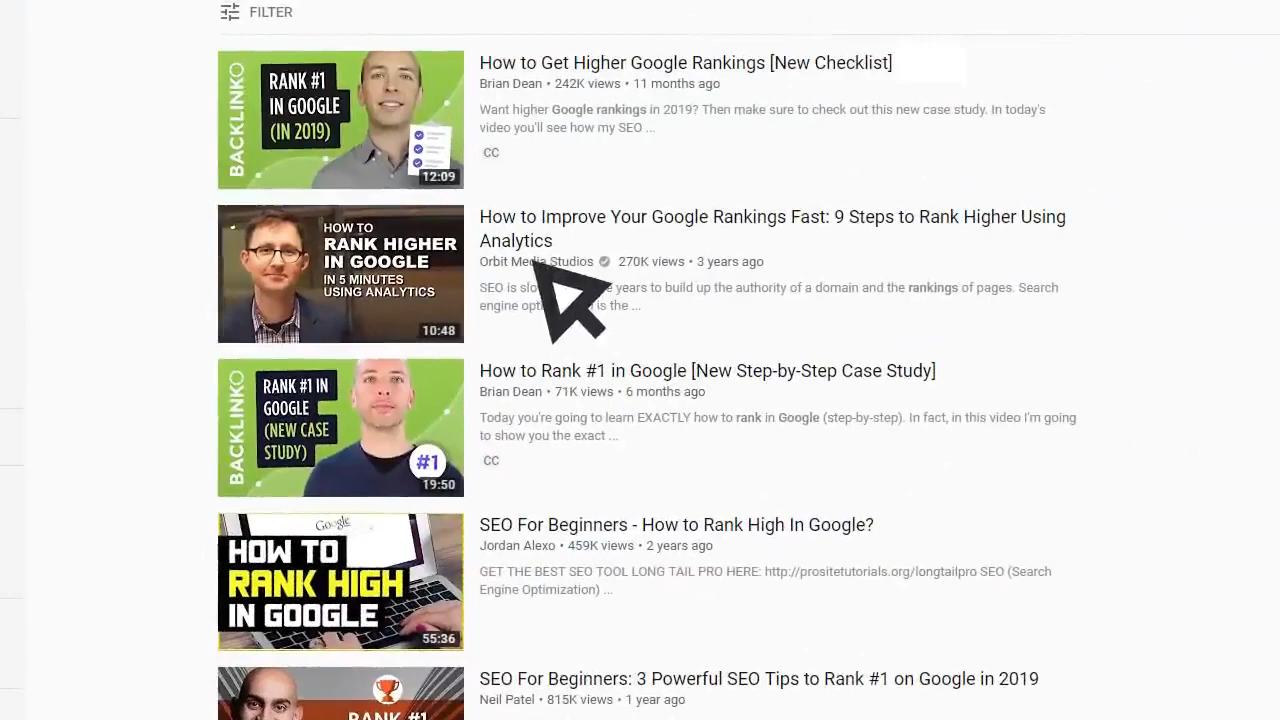 FILTER
BACKLINKO
RANK #1
IN GOOGLE
(IN 2019)
12:09
How to Get Higher Google Rankings [New Checklist]
Brian Dean • 242K views • 11 months ago
Want higher Google rankings in 2019? Then make sure to check out this new case study. In today's
video you'll see how my SEO ...
CC
HOW TO
RANK HIGHER
IN GOOGLE
IN 5 MINUTES
USING ANALYTICS
10:48
How to Improve Your Google Rankings Fast: 9 Steps to Rank Higher Using
Analytics
Orbit Media Studios 270K views • 3 years ago
SEO is years to build up the authority of a domain and the rankings of pages. Search
engine is the ...
BACKLINKO
RANK #1 IN
GOOGLE
(NEW CASE
STUDY)
#1
19:50
How to Rank #1 in Google [New Step-by-Step Case Study]
Brian Dean • 71K views • 6 months ago
Today you're going to learn EXACTLY how to rank in Google (step-by-step). In fact, in this video I'm going
to show you the exact ...
CC
Google
HOW TO
RANK HIGH
IN GOOGLE
55:36
SEO For Beginners - How to Rank High In Google?
Jordan Alexo • 459K views • 2 years ago
GET THE BEST SEO TOOL LONG TAIL PRO HERE: http://prositetutorials.org/longtailpro SEO (Search
Engine Optimization) ...
RANK #1
SEO For Beginners: 3 Powerful SEO Tips to Rank #1 on Google in 2019
Neil Patel • 815K views • 1 year ago